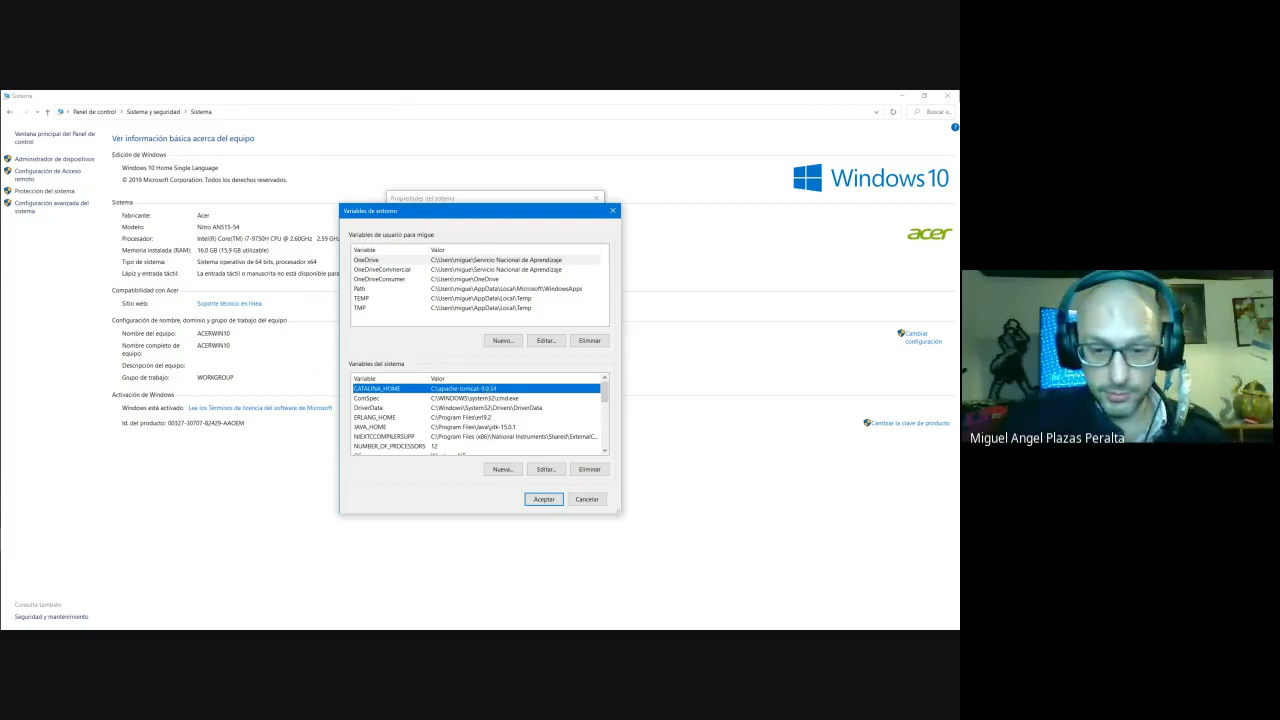 Sistema
Panel de control > Sistema y seguridad > Sistema
Buscar e...
Ventana principal del Panel de
control
Administrador de dispositivos
Configuración de Acceso
remoto
Protección del sistema
Configuración avanzada del
sistema
Ver información básica acerca del equipo
Edición de Windows
Windows 10 Home Single Language
© 2019 Microsoft Corporation. Todos los derechos reservados.
Windows 10
Sistema
Fabricante: Acer
Modelo: Nitro AN515-54
Procesador: Intel(R) Core(TM) i7-9750H CPU @ 2.60GHz 2.59 GHz
Memoria instalada (RAM): 16.0 GB (15,9 GB utilizable)
Tipo de sistema: Sistema operativo de 64 bits, procesador x64
Lápiz y entrada táctil: La entrada táctil o manuscrita no está disponible para
acer
Compatibilidad con Acer
Sitio web: Soporte técnico en línea
Configuración de nombre, dominio y grupo de trabajo del equipo
Nombre del equipo: ACERWIN10
Nombre completo de ACERWIN10
equipo:
Descripción del equipo:
Grupo de trabajo: WORKGROUP
Cambiar
configuración
Activación de Windows
Windows está activado Lee los Términos de licencia del software de Microsoft
Id. del producto: 00327-30707-82429-AAOEM
Cambiar la clave de producto
Consulta también
Seguridad y mantenimiento
Propiedades del sistema
Variables de entorno
Variables de usuario para migue
Variable Valor
OneDrive C:\Users\migue\Servicio Nacional de Aprendizaje
OneDriveCommercial C:\Users\migue\Servicio Nacional de Aprendizaje
OneDriveConsumer C:\Users\migue\OneDrive
Path C:\Users\migue\AppData\Local\Microsoft\WindowsApps
TEMP C:\Users\migue\AppData\Local\Temp
TMP C:\Users\migue\AppData\Local\Temp
Nuevo... Editar... Eliminar
Variables del sistema
Variable Valor
CATALINA_HOME C:\apache-tomcat-9.0.34
ComSpec C:\WINDOWS\system32\cmd.exe
DriverData C:\Windows\System32\Drivers\DriverData
ERLANG_HOME C:\Program Files\erl9.2
JAVA_HOME C:\Program Files\Java\jdk-15.0.1
NIEXTCCOMPILERSUPP C:\Program Files (x86)\National Instruments\Shared\ExternalC...
NUMBER_OF_PROCESSORS 12
Nueva... Editar... Eliminar
Aceptar Cancelar
Miguel Angel Plazas Peralta